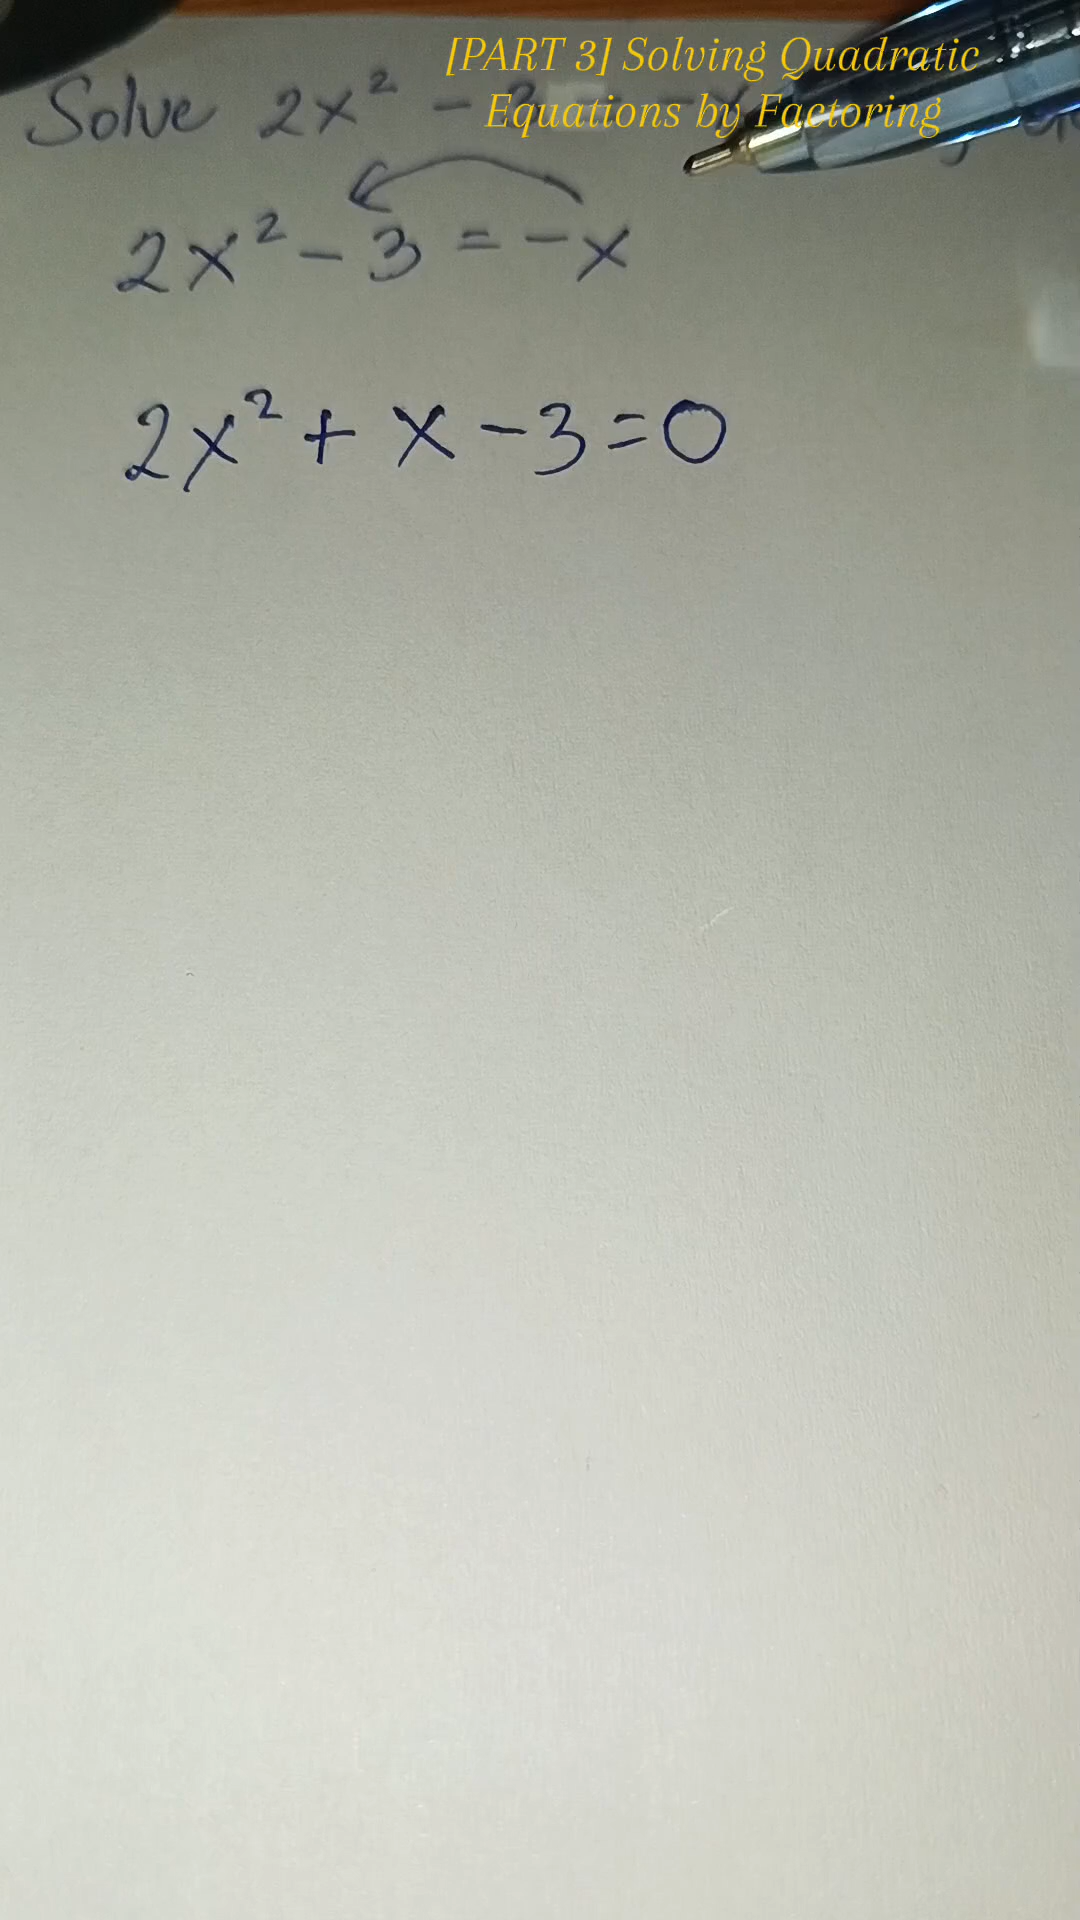 [PART 3] Solving Quadratic
Equations by Factoring
Solve 2x² -
2x² - 3 = -x
2x² + x - 3 = 0